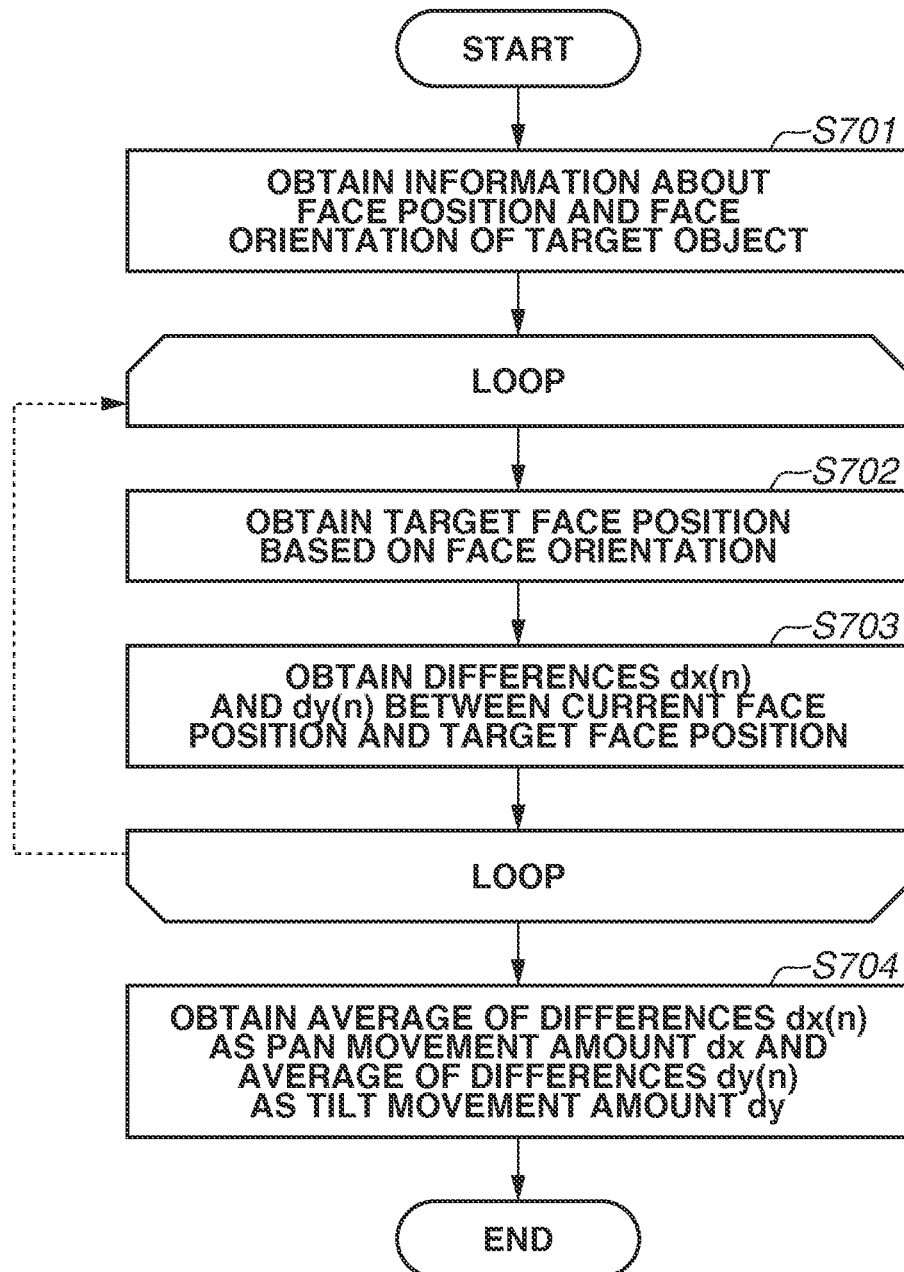 START
S701
OBTAIN INFORMATION ABOUT
FACE POSITION AND FACE
ORIENTATION OF TARGET OBJECT
LOOP
S702
OBTAIN TARGET FACE POSITION
BASED ON FACE ORIENTATION
S703
OBTAIN DIFFERENCES dx(n)
AND dy(n) BETWEEN CURRENT FACE
POSITION AND TARGET FACE POSITION
LOOP
S704
OBTAIN AVERAGE OF DIFFERENCES dx(n)
AS PAN MOVEMENT AMOUNT dx AND
AVERAGE OF DIFFERENCES dy(n)
AS TILT MOVEMENT AMOUNT dy
END